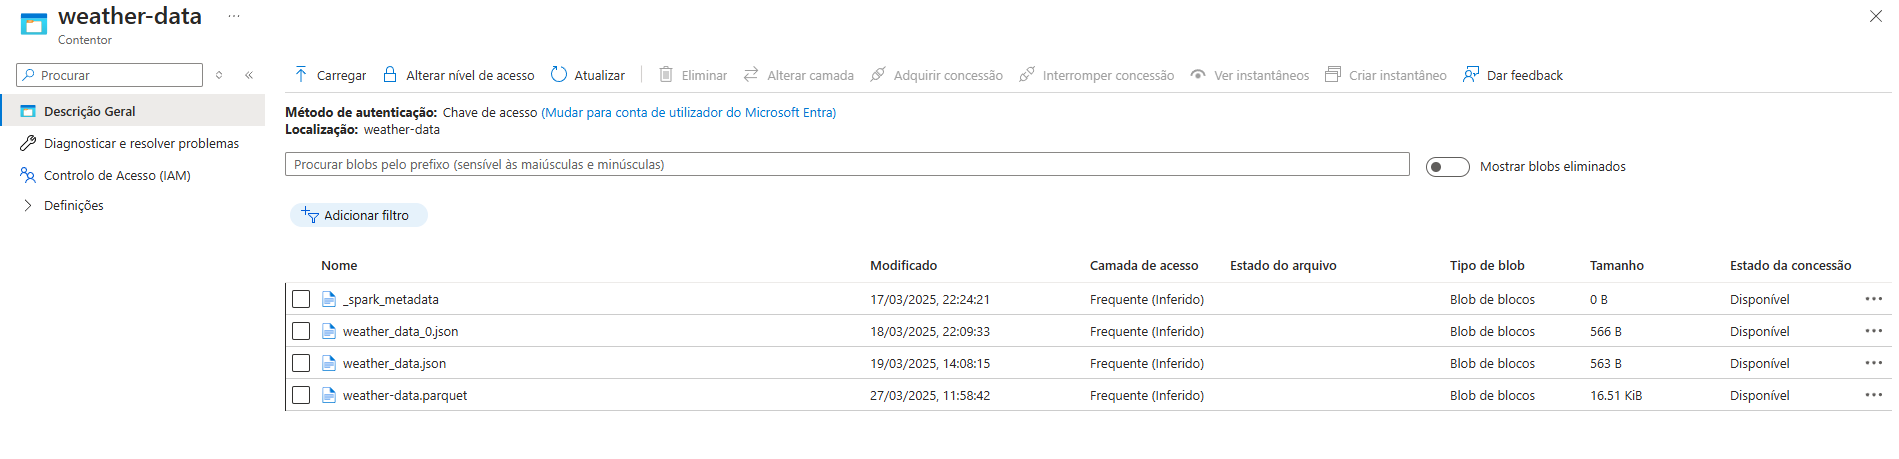 weather-data ...
Contentor
Procurar
Descrição Geral
Diagnosticar e resolver problemas
Controlo de Acesso (IAM)
Definições
Carregar Alterar nível de acesso Atualizar Eliminar Alterar camada Adquirir concessão Interromper concessão Ver instantâneos Criar instantâneo Dar feedback
Método de autenticação: Chave de acesso (Mudar para conta de utilizador do Microsoft Entra)
Localização: weather-data
Procurar blobs pelo prefixo (sensível às maiúsculas e minúsculas)
Mostrar blobs eliminados
Adicionar filtro
Nome Modificado Camada de acesso Estado do arquivo Tipo de blob Tamanho Estado da concessão
_spark_metadata 17/03/2025, 22:24:21 Frequente (Inferido) Blob de blocos 0 B Disponível ...
weather_data_0.json 18/03/2025, 22:09:33 Frequente (Inferido) Blob de blocos 566 B Disponível ...
weather_data.json 19/03/2025, 14:08:15 Frequente (Inferido) Blob de blocos 563 B Disponível ...
weather-data.parquet 27/03/2025, 11:58:42 Frequente (Inferido) Blob de blocos 16.51 KiB Disponível ...